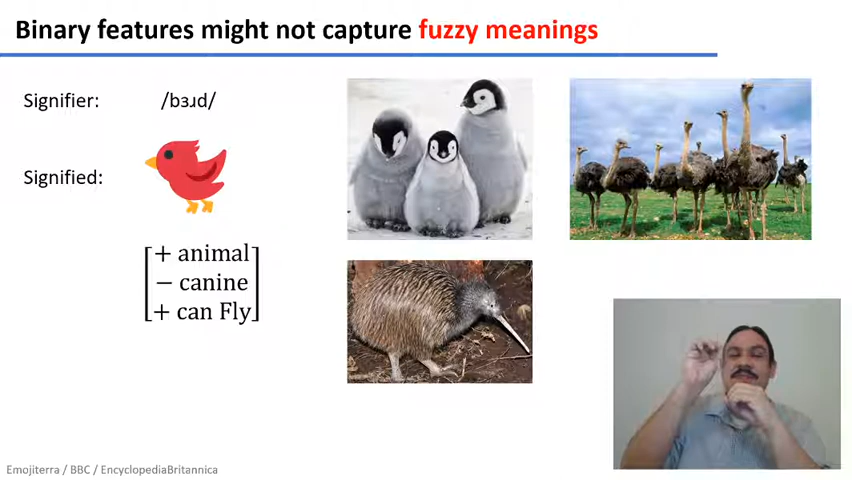 Binary features might not capture fuzzy meanings
Signifier: /bɜɹd/
Signified:
+ animal
− canine
+ can Fly
Emojiterra / BBC / EncyclopediaBritannica